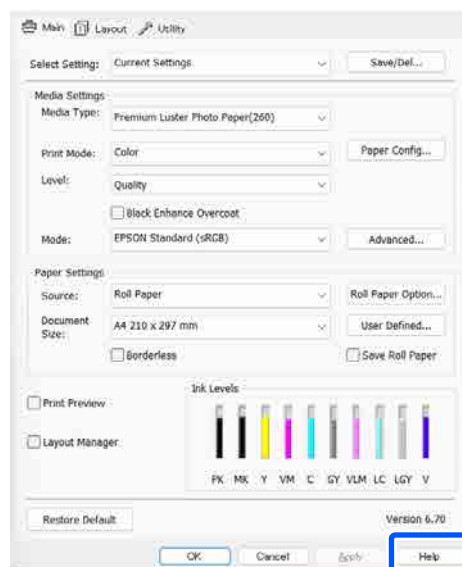 Main Layout Utility
Select Setting: Current Settings Save/Del...
Media Settings
Media Type: Premium Luster Photo Paper(260)
Print Mode: Color Paper Config...
Level: Quality
Black Enhance Overcoat
Mode: EPSON Standard (sRGB) Advanced...
Paper Settings
Source: Roll Paper Roll Paper Option...
Document Size: A4 210 x 297 mm User Defined...
Borderless Save Roll Paper
Ink Levels
Print Preview
Layout Manager
PK MK Y VM C GY VLM LC LGY V
Restore Default Version 6.70
OK Cancel Apply Help